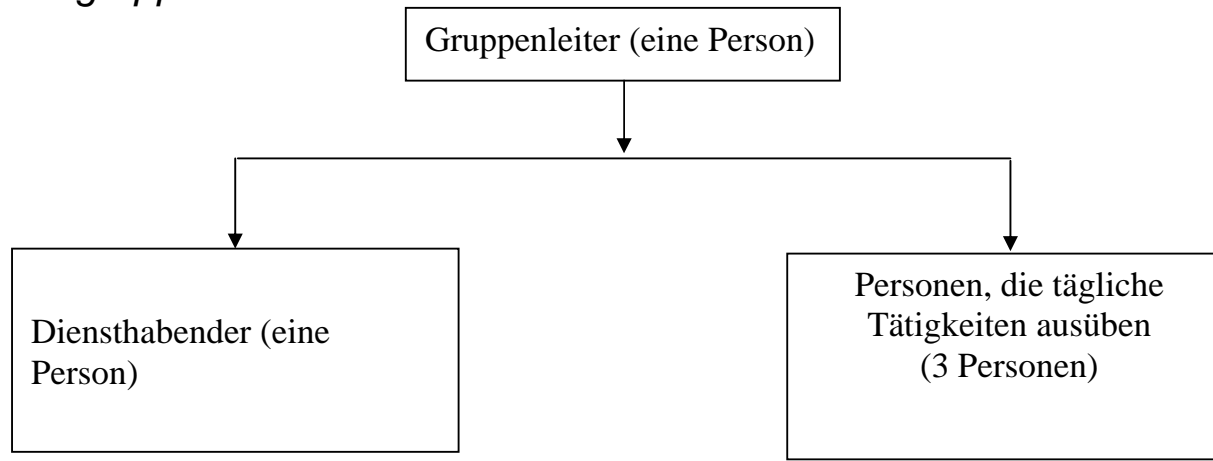 Gruppenleiter (eine Person)
Diensthabender (eine
Person)
Personen, die tägliche
Tätigkeiten ausüben
(3 Personen)